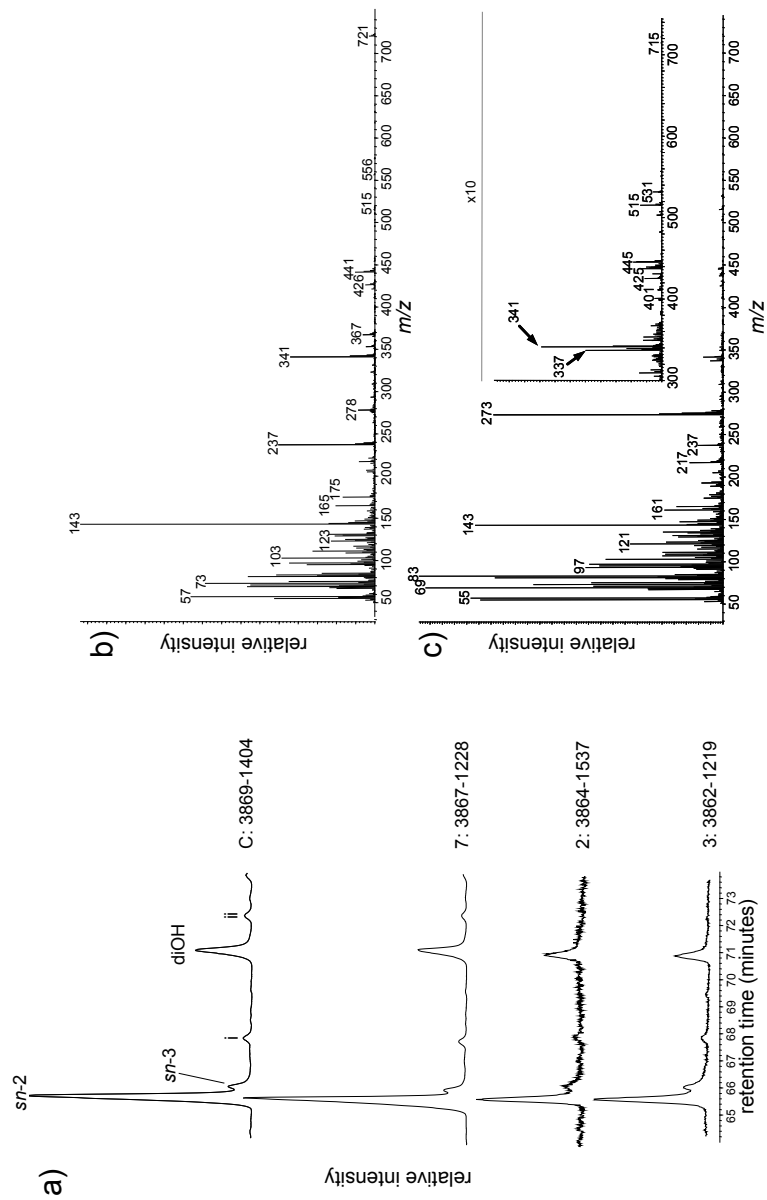 a)
relative intensity
sn-2
sn-3
i
diOH
ii
C: 3869-1404
7: 3867-1228
2: 3864-1537
3: 3862-1219
65 66 67 68 69 70 71 72 73
retention time (minutes)
b)
relative intensity
57
73
103
123
143
165
175
237
278
341
367
426
441
515
556
721
50 100 150 200 250 300 350 400 450 500 550 600 650 700
m/z
c)
relative intensity
55
69
83
97
121
143
161
217
237
273
x10
337
341
401
425
445
515
531
715
300 400 500 600 700
50 100 150 200 250 300 350 400 450 500 550 600 650 700
m/z